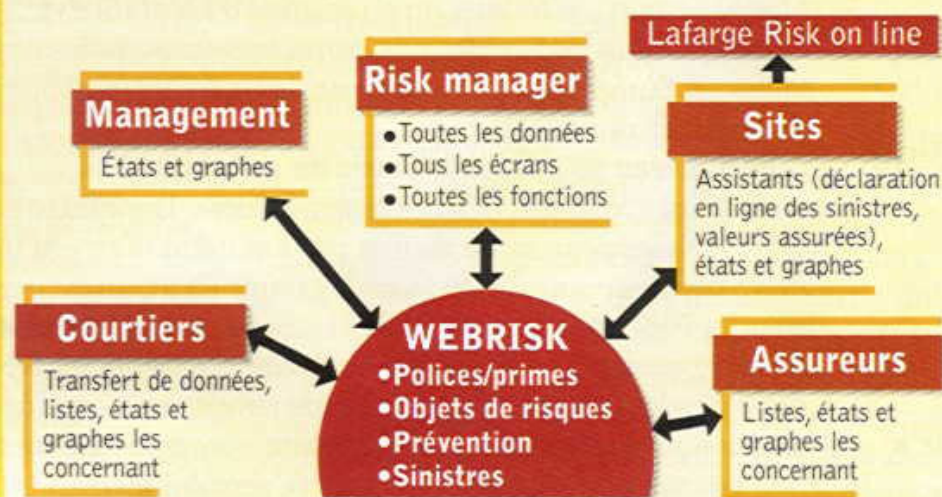 Lafarge Risk on line
Management
États et graphes
Risk manager
• Toutes les données
• Tous les écrans
• Toutes les fonctions
Sites
Assistants (déclaration
en ligne des sinistres,
valeurs assurées),
états et graphes
Courtiers
Transfert de données,
listes, états et
graphes les
concernant
WEBRISK
• Polices/primes
• Objets de risques
• Prévention
• Sinistres
Assureurs
Listes, états et
graphes les
concernant